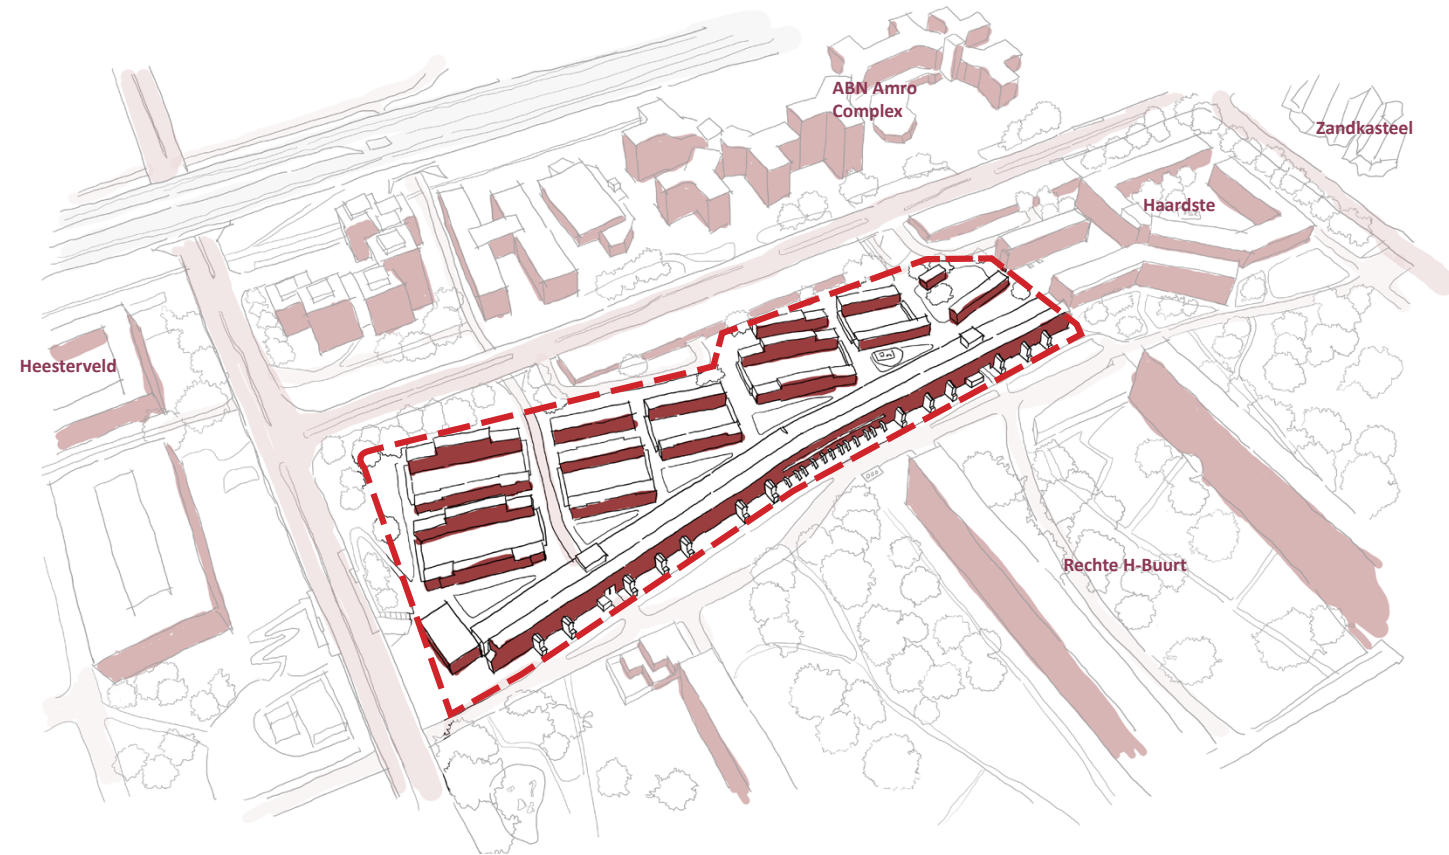 ABN Amro
Complex
Zandkasteel
Haardste
Heesterveld
Rechte H-Buurt